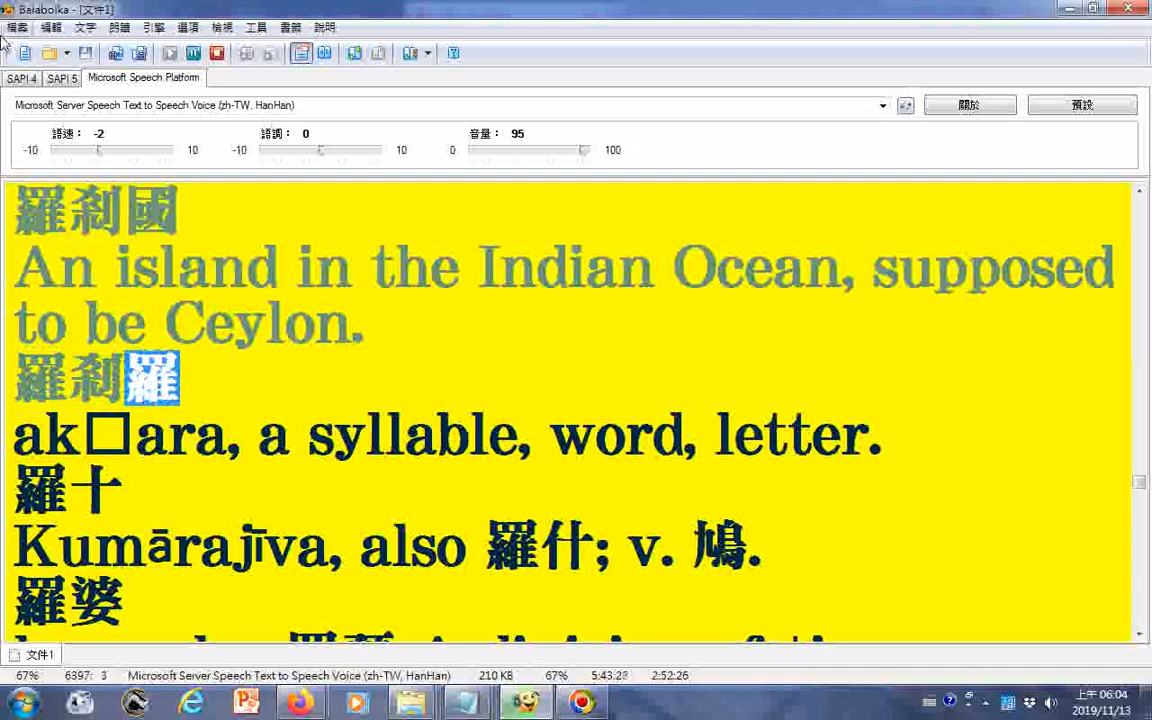 Balabolka - [文件1]
檔案 編輯 文字 朗讀 引擎 選項 檢視 工具 書籤 說明
SAPI 4 SAPI 5 Microsoft Speech Platform
Microsoft Server Speech Text to Speech Voice (zh-TW, HanHan)
關於 預設
語速: -2 語調: 0 音量: 95
-10 10 -10 10 0 100
羅剎國
An island in the Indian Ocean, supposed
to be Ceylon.
羅剎羅
ak□ara, a syllable, word, letter.
羅十
Kumārajīva, also 羅什; v. 鳩.
羅婆
文件1
67% 6397: 3 Microsoft Server Speech Text to Speech Voice (zh-TW, HanHan) 210 KB 67% 5:43:23 2:52:26
上午 06:04
2019/11/13